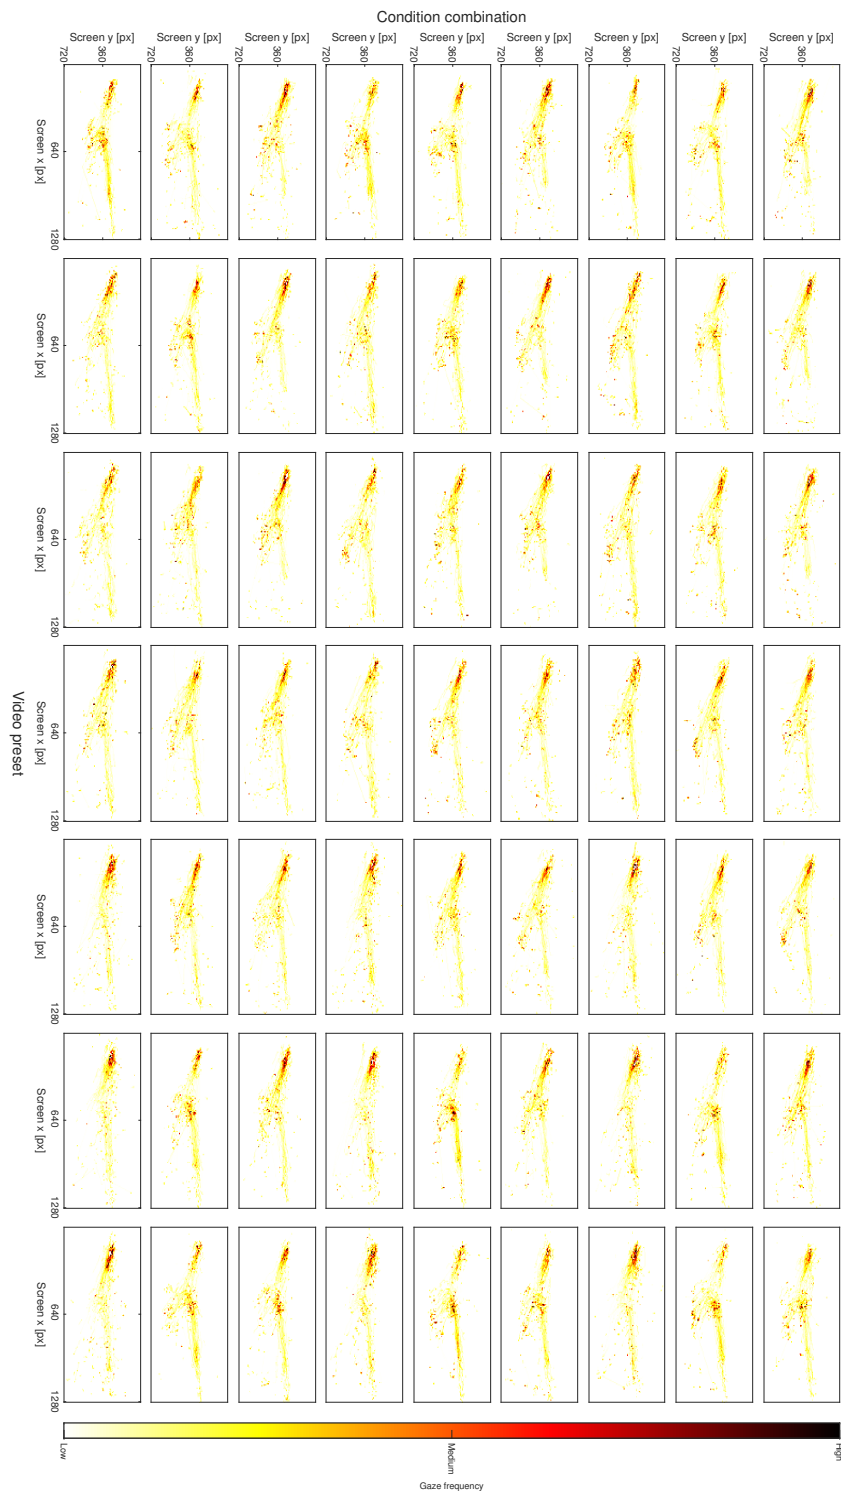 Condition combination
Screen y [px] Screen y [px] Screen y [px] Screen y [px] Screen y [px] Screen y [px] Screen y [px] Screen y [px] Screen y [px]
720 360 720 360 720 360 720 360 720 360 720 360 720 360 720 360 720 360
640
1280
Screen x [px]
640
1280
Screen x [px]
640
1280
Screen x [px]
640
1280
Screen x [px]
640
1280
Screen x [px]
640
1280
Screen x [px]
640
1280
Screen x [px]
Video preset
Low
Medium
High
Gaze frequency